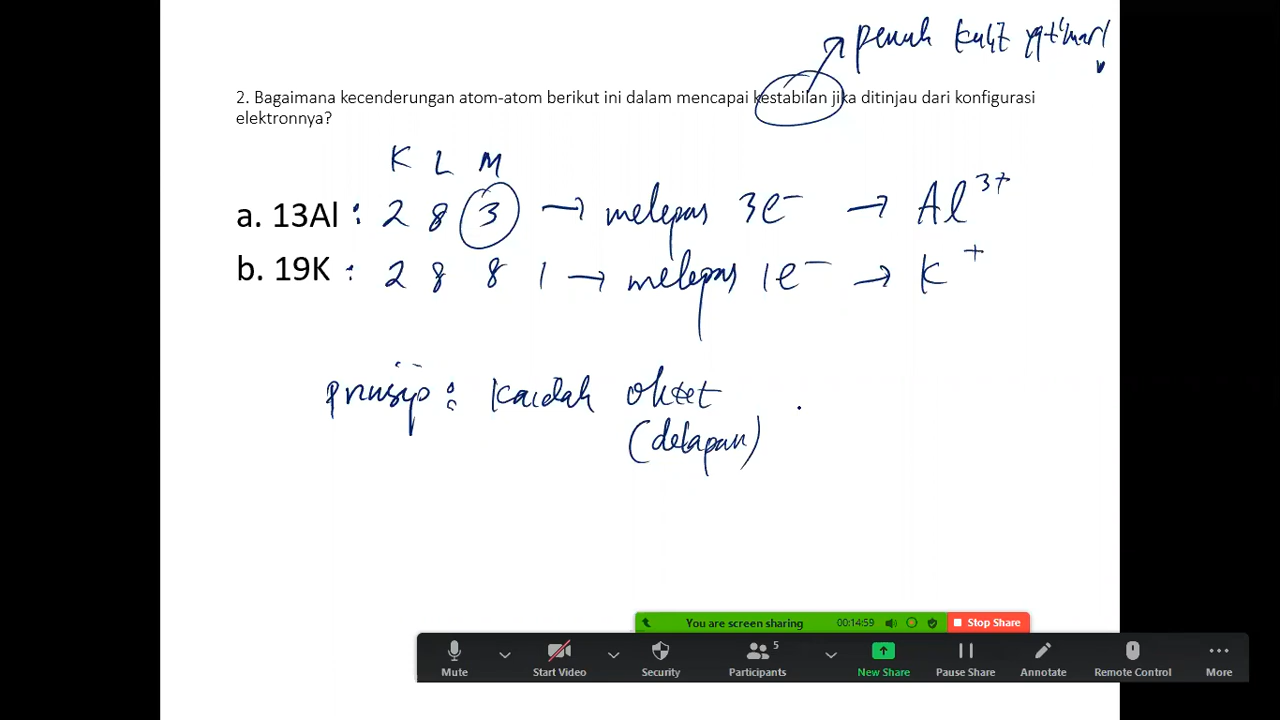 penuh kulit
2. Bagaimana kecenderungan atom-atom berikut ini dalam mencapai kestabilan jika ditinjau dari konfigurasi
elektronnya?
K L M
a. 13Al : 2 8 3 → melepas 3e⁻ → Al³⁺
b. 19K : 2 8 8 1 → melepas 1e⁻ → K⁺
prinsip : Kaidah oktet
(delapan)
You are screen sharing 00:14:59 Stop Share
5
Mute Start Video Security Participants New Share Pause Share Annotate Remote Control More